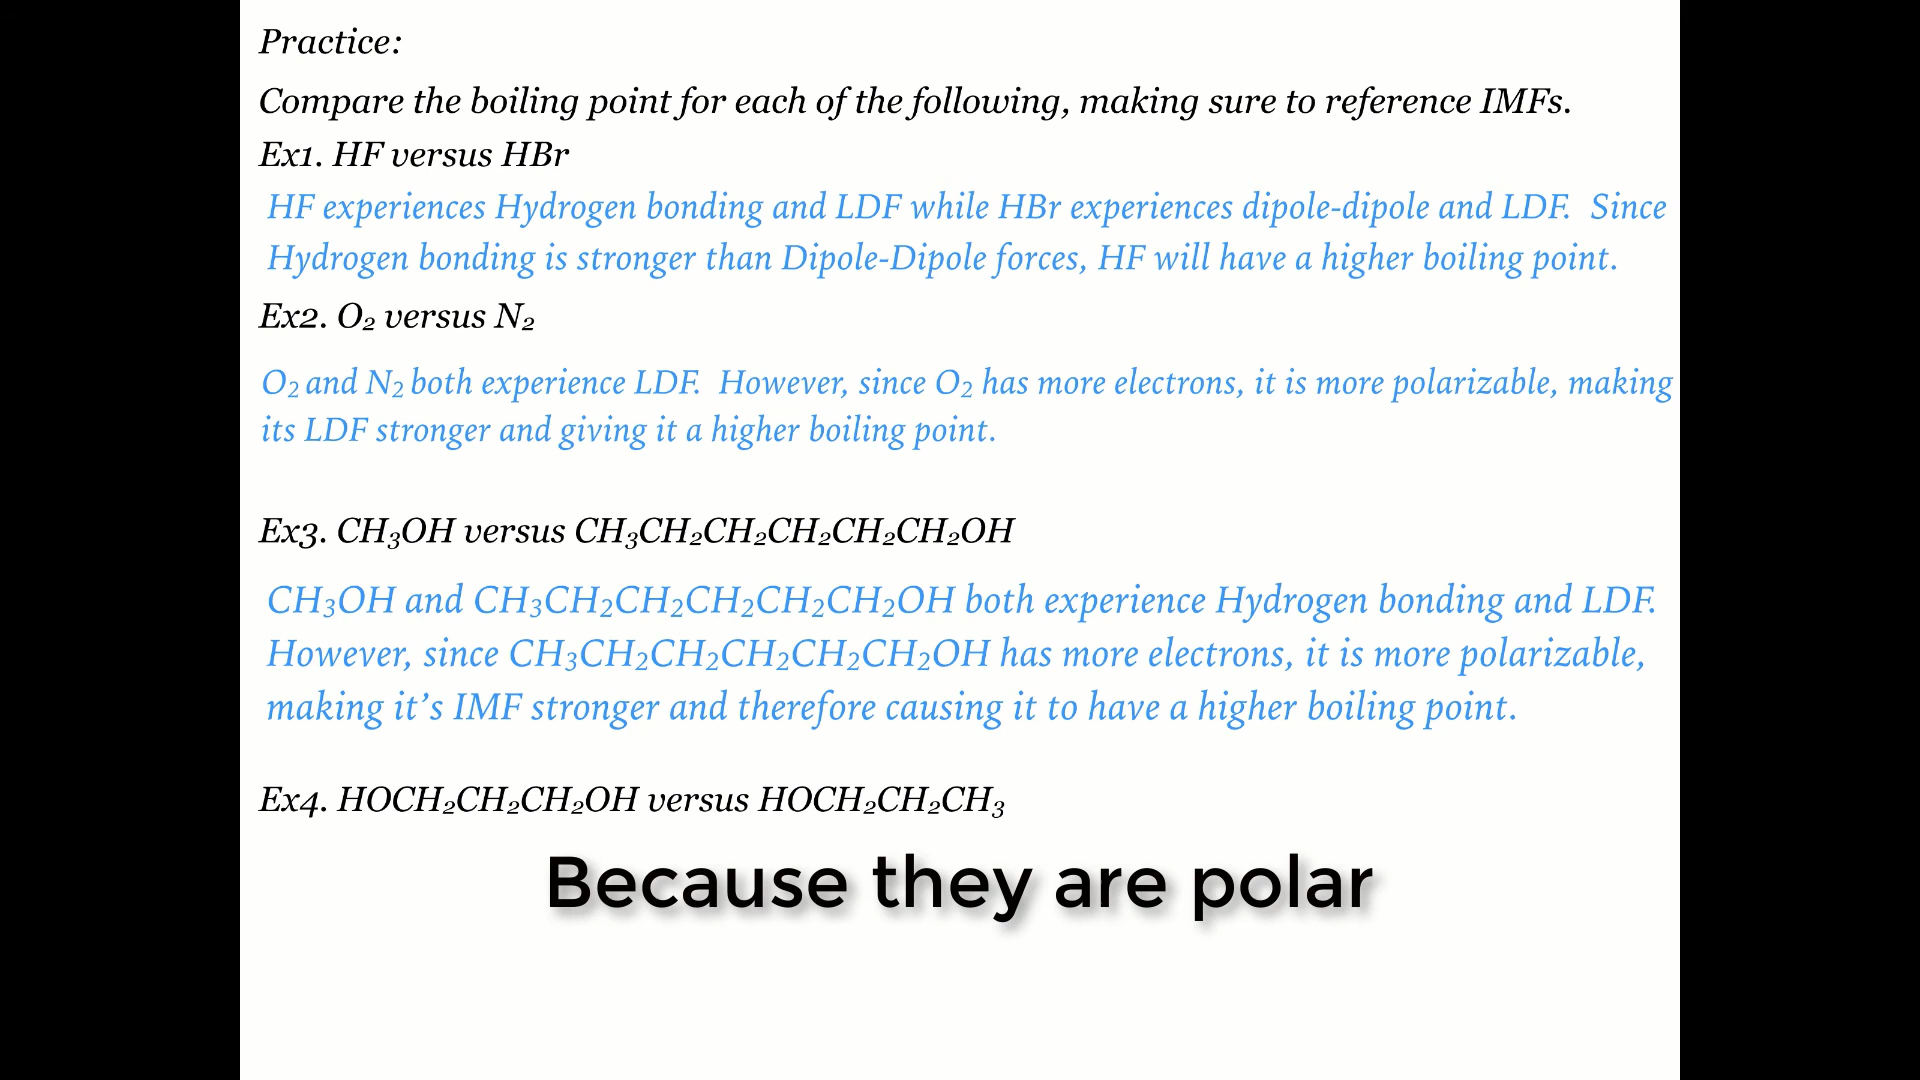 Practice:
Compare the boiling point for each of the following, making sure to reference IMFs.
Ex1. HF versus HBr
HF experiences Hydrogen bonding and LDF while HBr experiences dipole-dipole and LDF.  Since
Hydrogen bonding is stronger than Dipole-Dipole forces, HF will have a higher boiling point.
Ex2. O₂ versus N₂
O₂ and N₂ both experience LDF.  However, since O₂ has more electrons, it is more polarizable, making
its LDF stronger and giving it a higher boiling point.
Ex3. CH₃OH versus CH₃CH₂CH₂CH₂CH₂CH₂OH
CH₃OH and CH₃CH₂CH₂CH₂CH₂CH₂OH both experience Hydrogen bonding and LDF.
However, since CH₃CH₂CH₂CH₂CH₂CH₂OH has more electrons, it is more polarizable,
making it’s IMF stronger and therefore causing it to have a higher boiling point.
Ex4. HOCH₂CH₂CH₂OH versus HOCH₂CH₂CH₃
Because they are polar